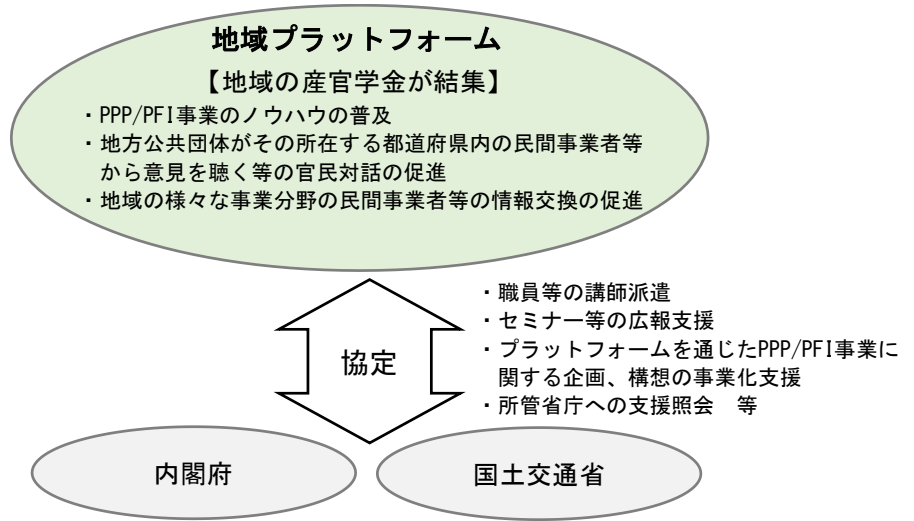 地域プラットフォーム
【地域の産官学金が結集】
・PPP/PFI事業のノウハウの普及
・地方公共団体がその所在する都道府県内の民間事業者等
から意見を聴く等の官民対話の促進
・地域の様々な事業分野の民間事業者等の情報交換の促進
協定
・職員等の講師派遣
・セミナー等の広報支援
・プラットフォームを通じたPPP/PFI事業に
関する企画、構想の事業化支援
・所管省庁への支援照会　等
内閣府
国土交通省